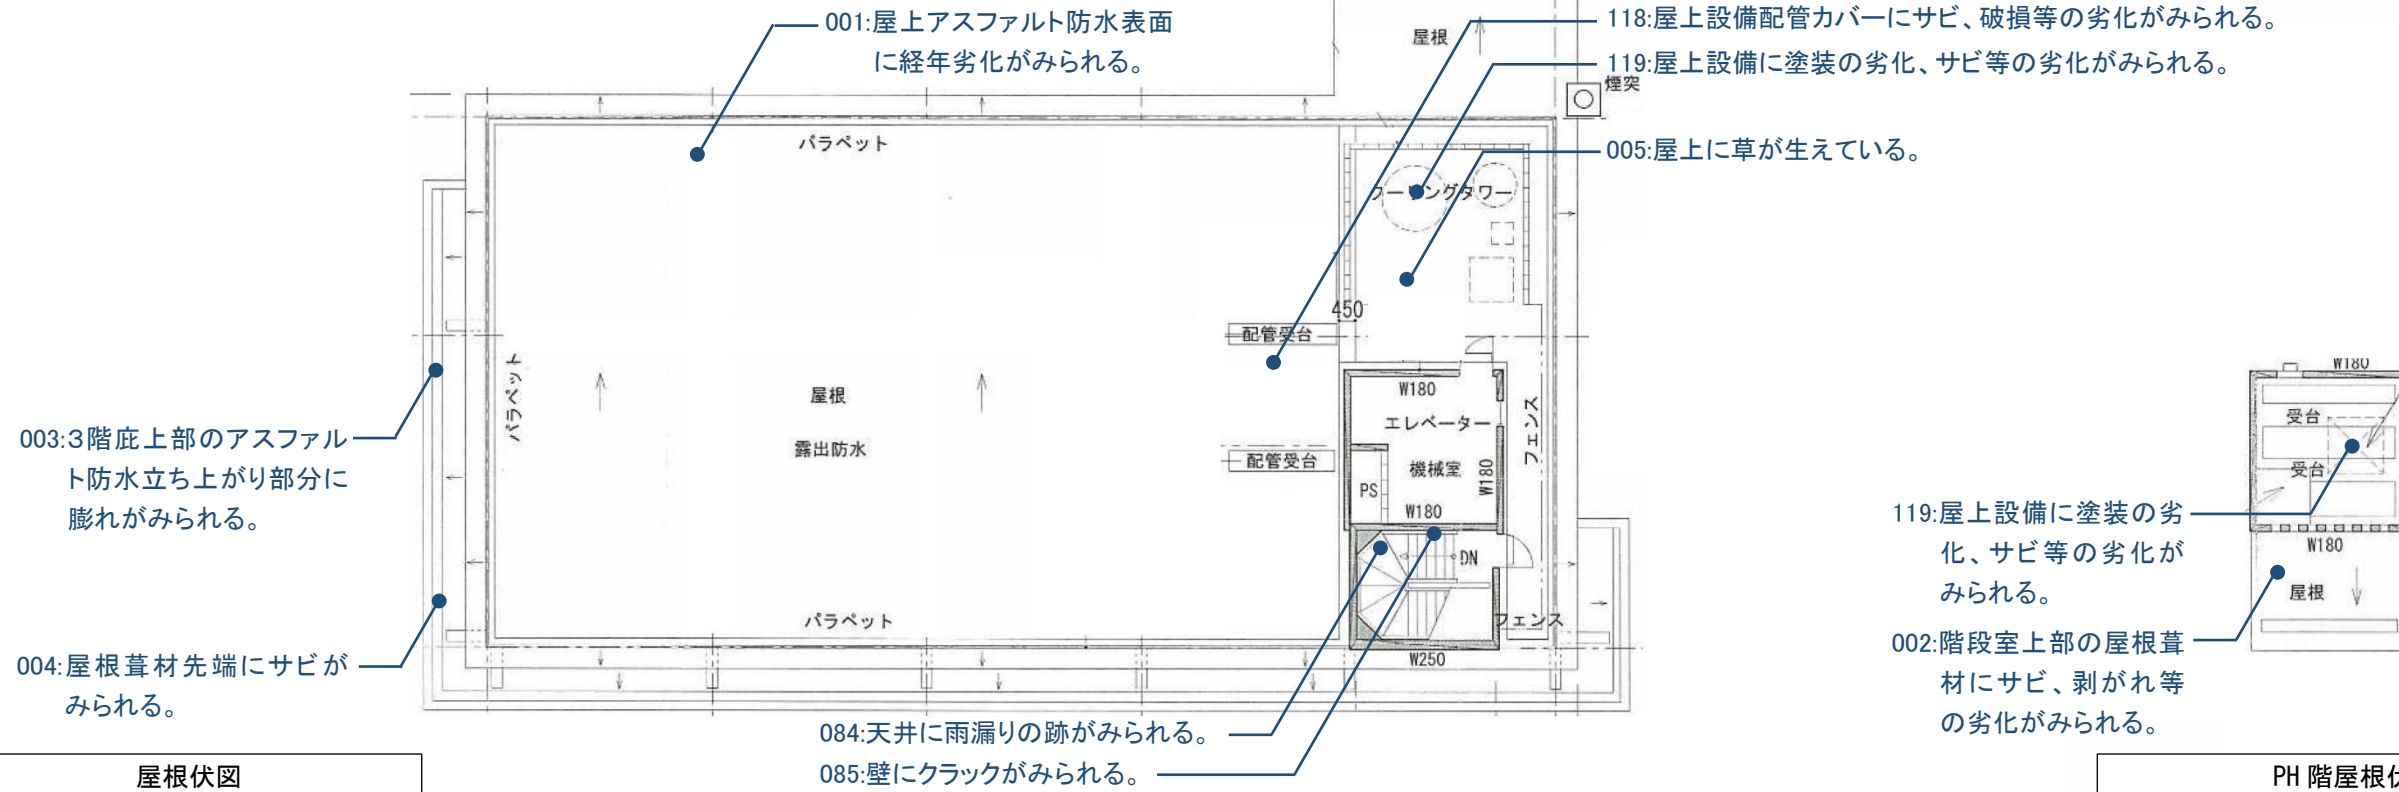 001:屋上アスファルト防水表面
に経年劣化がみられる。
118:屋上設備配管カバーにサビ、破損等の劣化がみられる。
屋根
119:屋上設備に塗装の劣化、サビ等の劣化がみられる。
煙突
パラペット
005:屋上に草が生えている。
クーリングタワー
450
配管受台
パラペット
屋根
露出防水
配管受台
W180
エレベーター
機械室
W180
PS
W180
フェンス
DN
フェンス
W250
パラペット
003:3階庇上部のアスファル
ト防水立ち上がり部分に
膨れがみられる。
004:屋根葺材先端にサビが
みられる。
084:天井に雨漏りの跡がみられる。
085:壁にクラックがみられる。
屋根伏図
W180
受台
受台
W180
屋根
119:屋上設備に塗装の劣
化、サビ等の劣化が
みられる。
002:階段室上部の屋根葺
材にサビ、剥がれ等
の劣化がみられる。
PH 階屋根伏